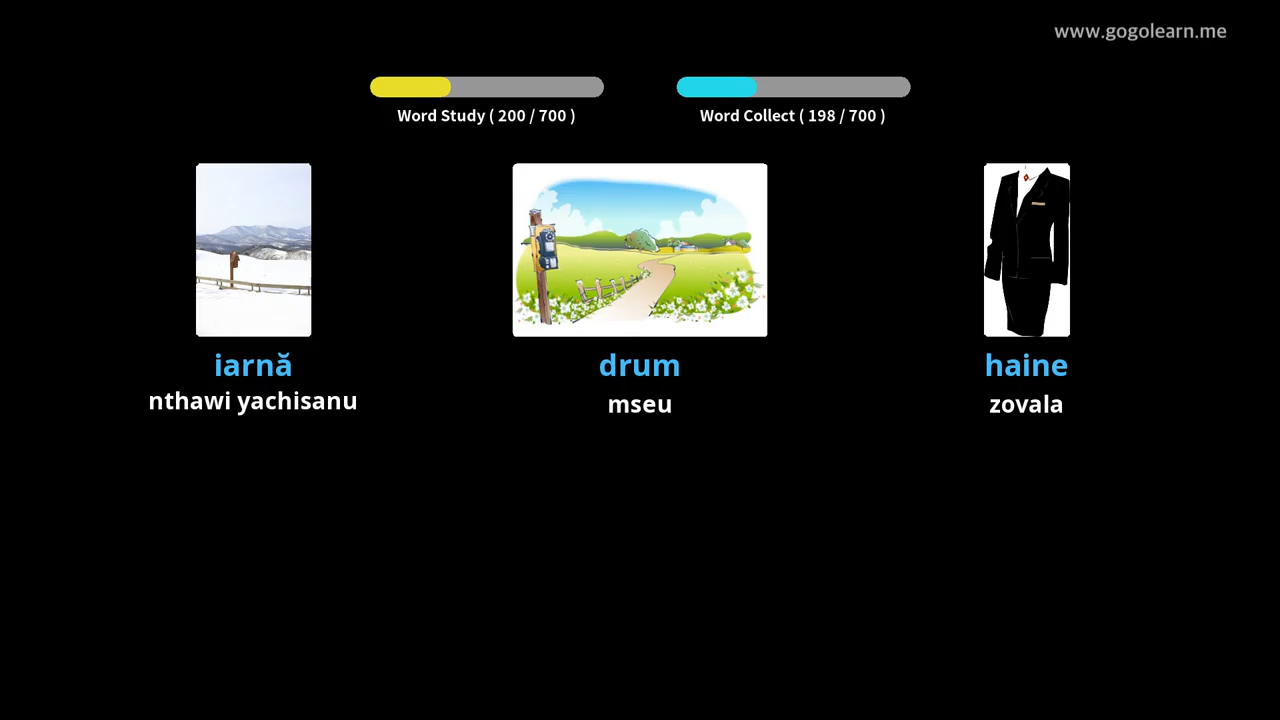 www.gogolearn.me
Word Study ( 200 / 700 )
Word Collect ( 198 / 700 )
iarnă
drum
haine
nthawi yachisanu
mseu
zovala